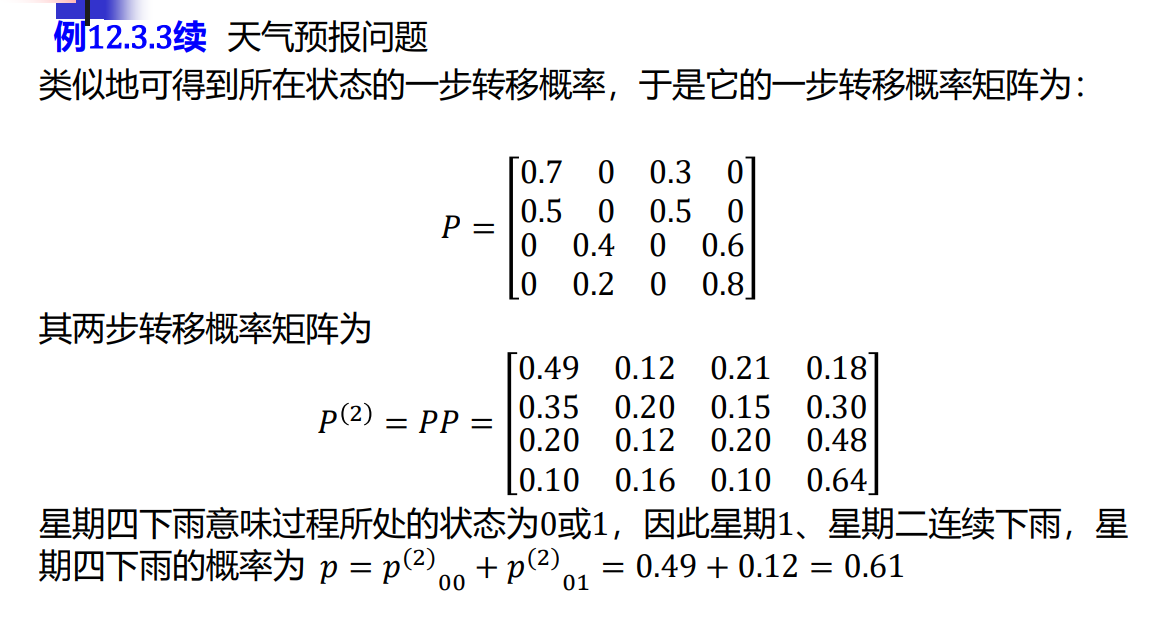 例12.3.3续 天气预报问题
类似地可得到所在状态的一步转移概率，于是它的一步转移概率矩阵为：
P = [0.7 0 0.3 0
0.5 0 0.5 0
0 0.4 0 0.6
0 0.2 0 0.8]
其两步转移概率矩阵为
P⁽²⁾ = PP = [0.49 0.12 0.21 0.18
0.35 0.20 0.15 0.30
0.20 0.12 0.20 0.48
0.10 0.16 0.10 0.64]
星期四下雨意味过程所处的状态为0或1，因此星期1、星期二连续下雨，星
期四下雨的概率为 p = p⁽²⁾₀₀ + p⁽²⁾₀₁ = 0.49 + 0.12 = 0.61